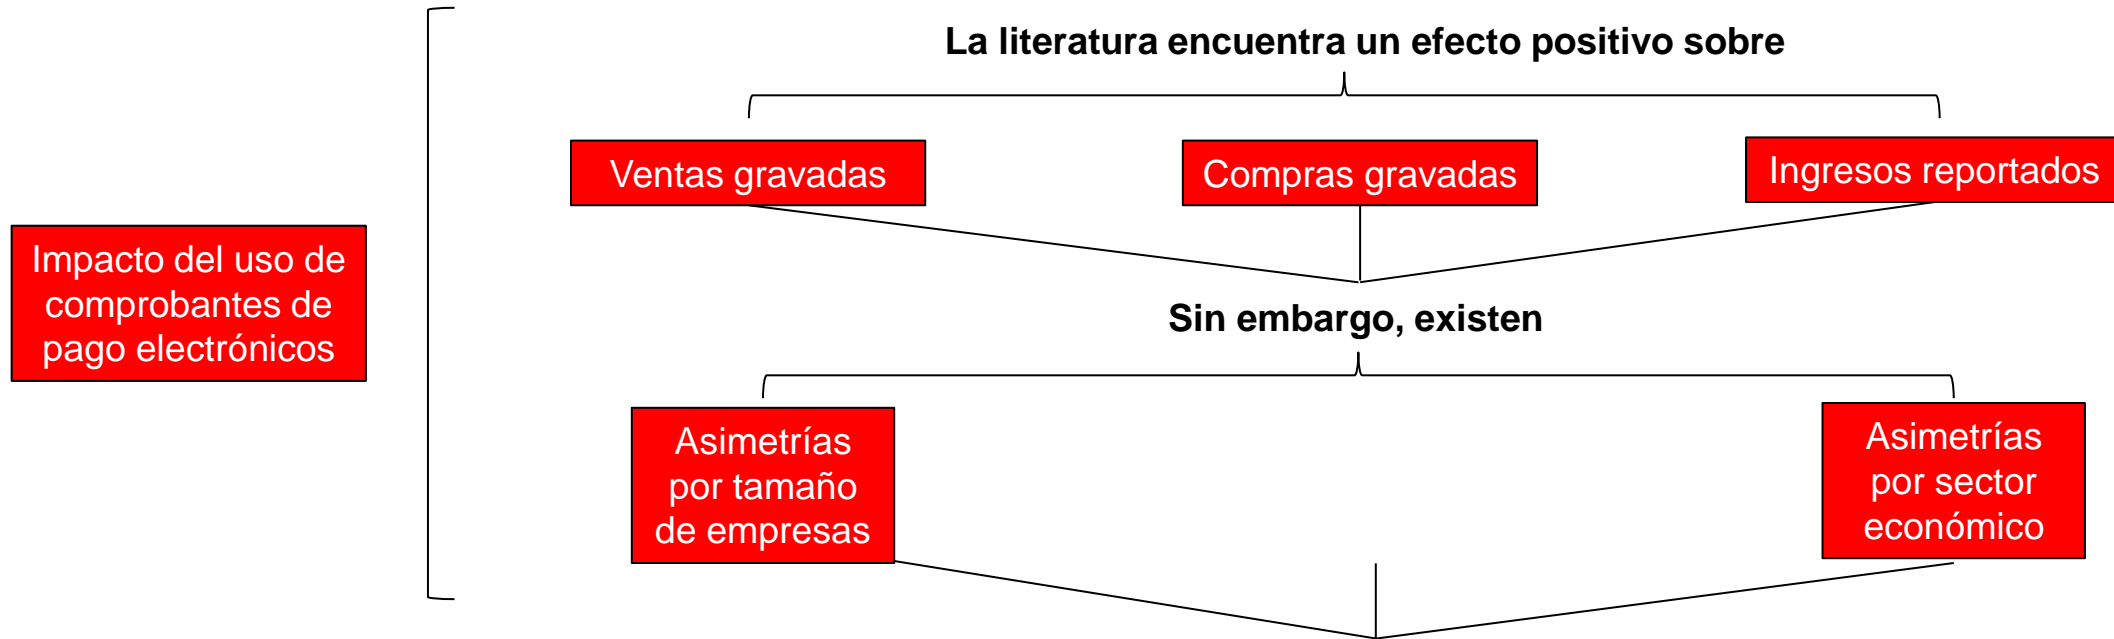 La literatura encuentra un efecto positivo sobre
Ventas gravadas
Compras gravadas
Ingresos reportados
Impacto del uso de
comprobantes de
pago electrónicos
Sin embargo, existen
Asimetrías
por tamaño
de empresas
Asimetrías
por sector
económico